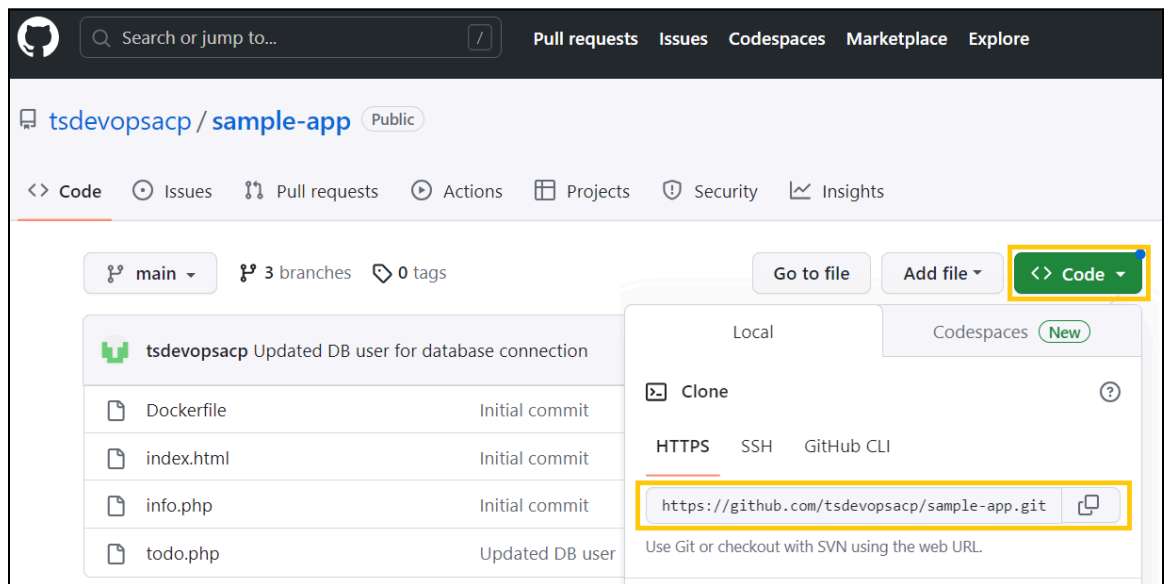 Search or jump to... / Pull requests Issues Codespaces Marketplace Explore
tsdevopsacp / sample-app Public
<> Code Issues Pull requests Actions Projects Security Insights
main 3 branches 0 tags Go to file Add file <> Code
Local Codespaces New
tsdevopsacp Updated DB user for database connection
Clone ?
Dockerfile Initial commit
HTTPS SSH GitHub CLI
index.html Initial commit
info.php Initial commit
https://github.com/tsdevopsacp/sample-app.git
todo.php Updated DB user
Use Git or checkout with SVN using the web URL.